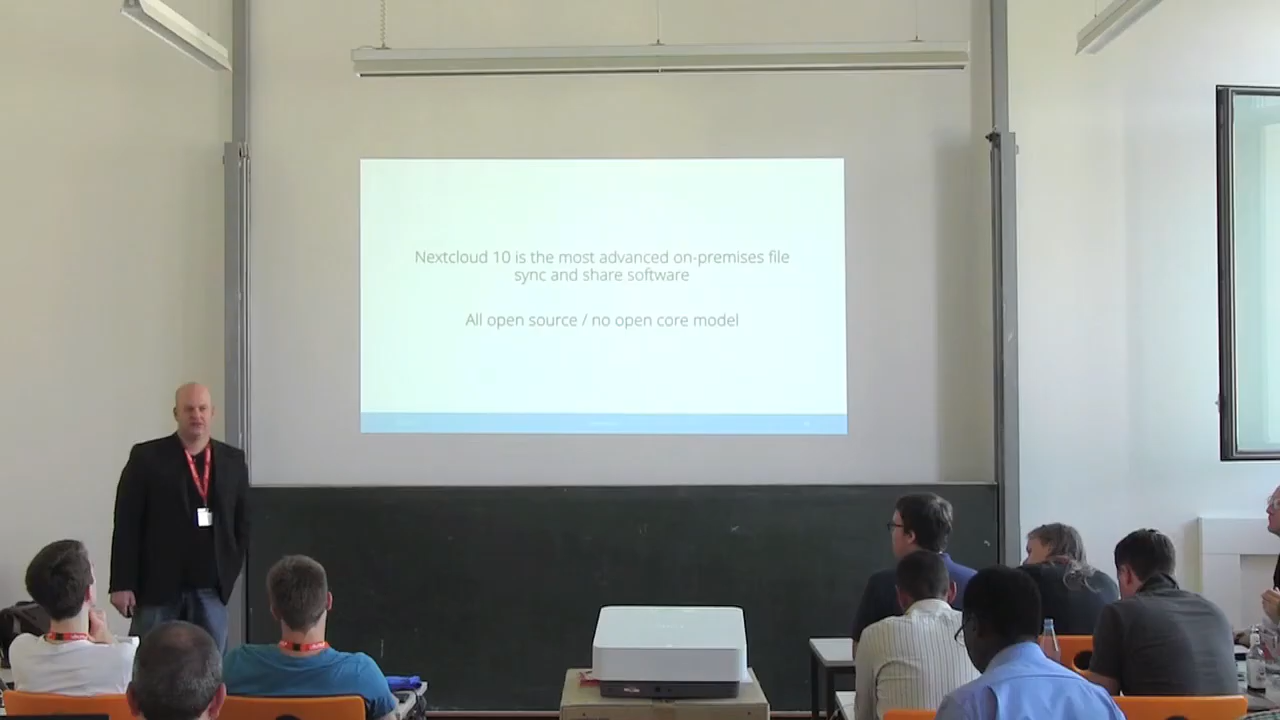 Nextcloud 10 is the most advanced on-premises file
sync and share software
All open source / no open core model